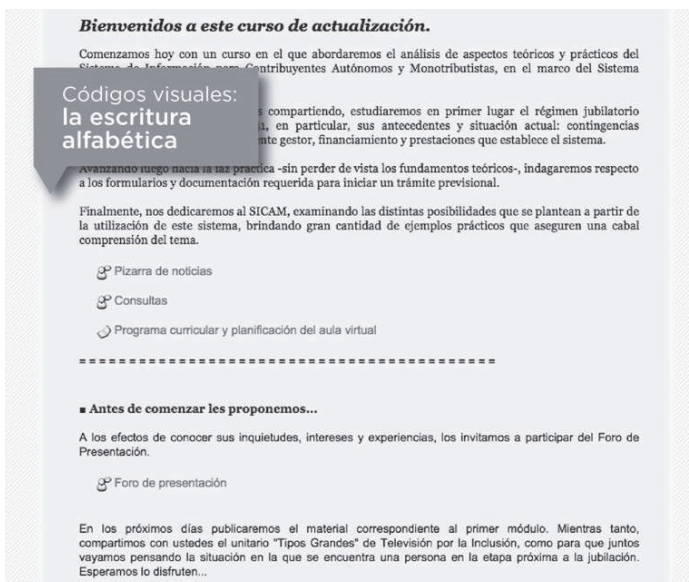 Bienvenidos a este curso de actualización.
Comenzamos hoy con un curso en el que abordaremos el análisis de aspectos teóricos y prácticos del
Sistema de Información para Contribuyentes Autónomos y Monotributistas, en el marco del Sistema
Códigos visuales:
la escritura
alfabética
compartiendo, estudiaremos en primer lugar el régimen jubilatorio
en particular, sus antecedentes y situación actual: contingencias
gestor, financiamiento y prestaciones que establece el sistema.
Avanzando luego hacia la faz práctica -sin perder de vista los fundamentos teóricos-, indagaremos respecto
a los formularios y documentación requerida para iniciar un trámite previsional.
Finalmente, nos dedicaremos al SICAM, examinando las distintas posibilidades que se plantean a partir de
la utilización de este sistema, brindando gran cantidad de ejemplos prácticos que aseguren una cabal
comprensión del tema.
Pizarra de noticias
Consultas
Programa curricular y planificación del aula virtual
==========================================
■ Antes de comenzar les proponemos...
A los efectos de conocer sus inquietudes, intereses y experiencias, los invitamos a participar del Foro de
Presentación.
Foro de presentación
En los próximos días publicaremos el material correspondiente al primer módulo. Mientras tanto,
compartimos con ustedes el unitario "Tipos Grandes" de Televisión por la Inclusión, como para que juntos
vayamos pensando la situación en la que se encuentra una persona en la etapa próxima a la jubilación.
Esperamos lo disfruten...